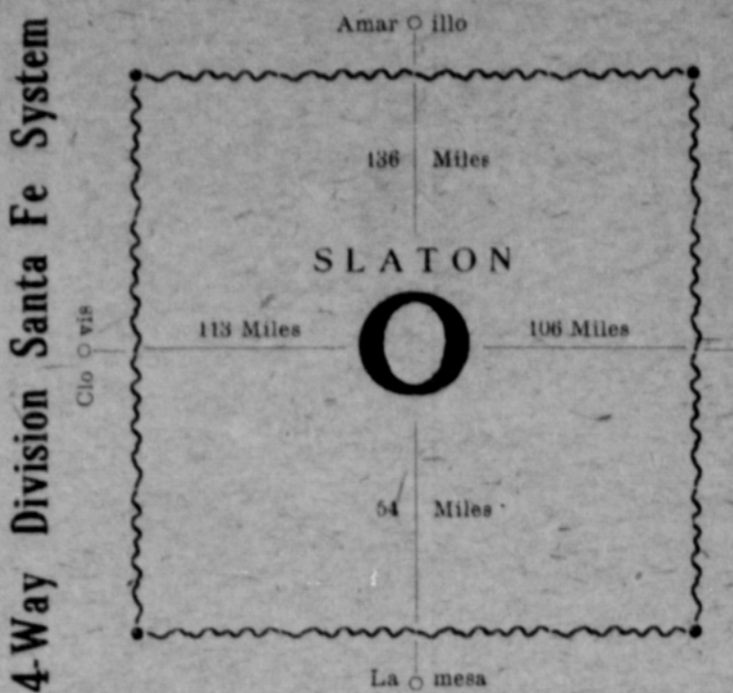 4-Way Division Santa Fe System
Amar illo
136 Miles
SLATON
O
Clo vis
113 Miles
106 Miles
54 Miles
La mesa